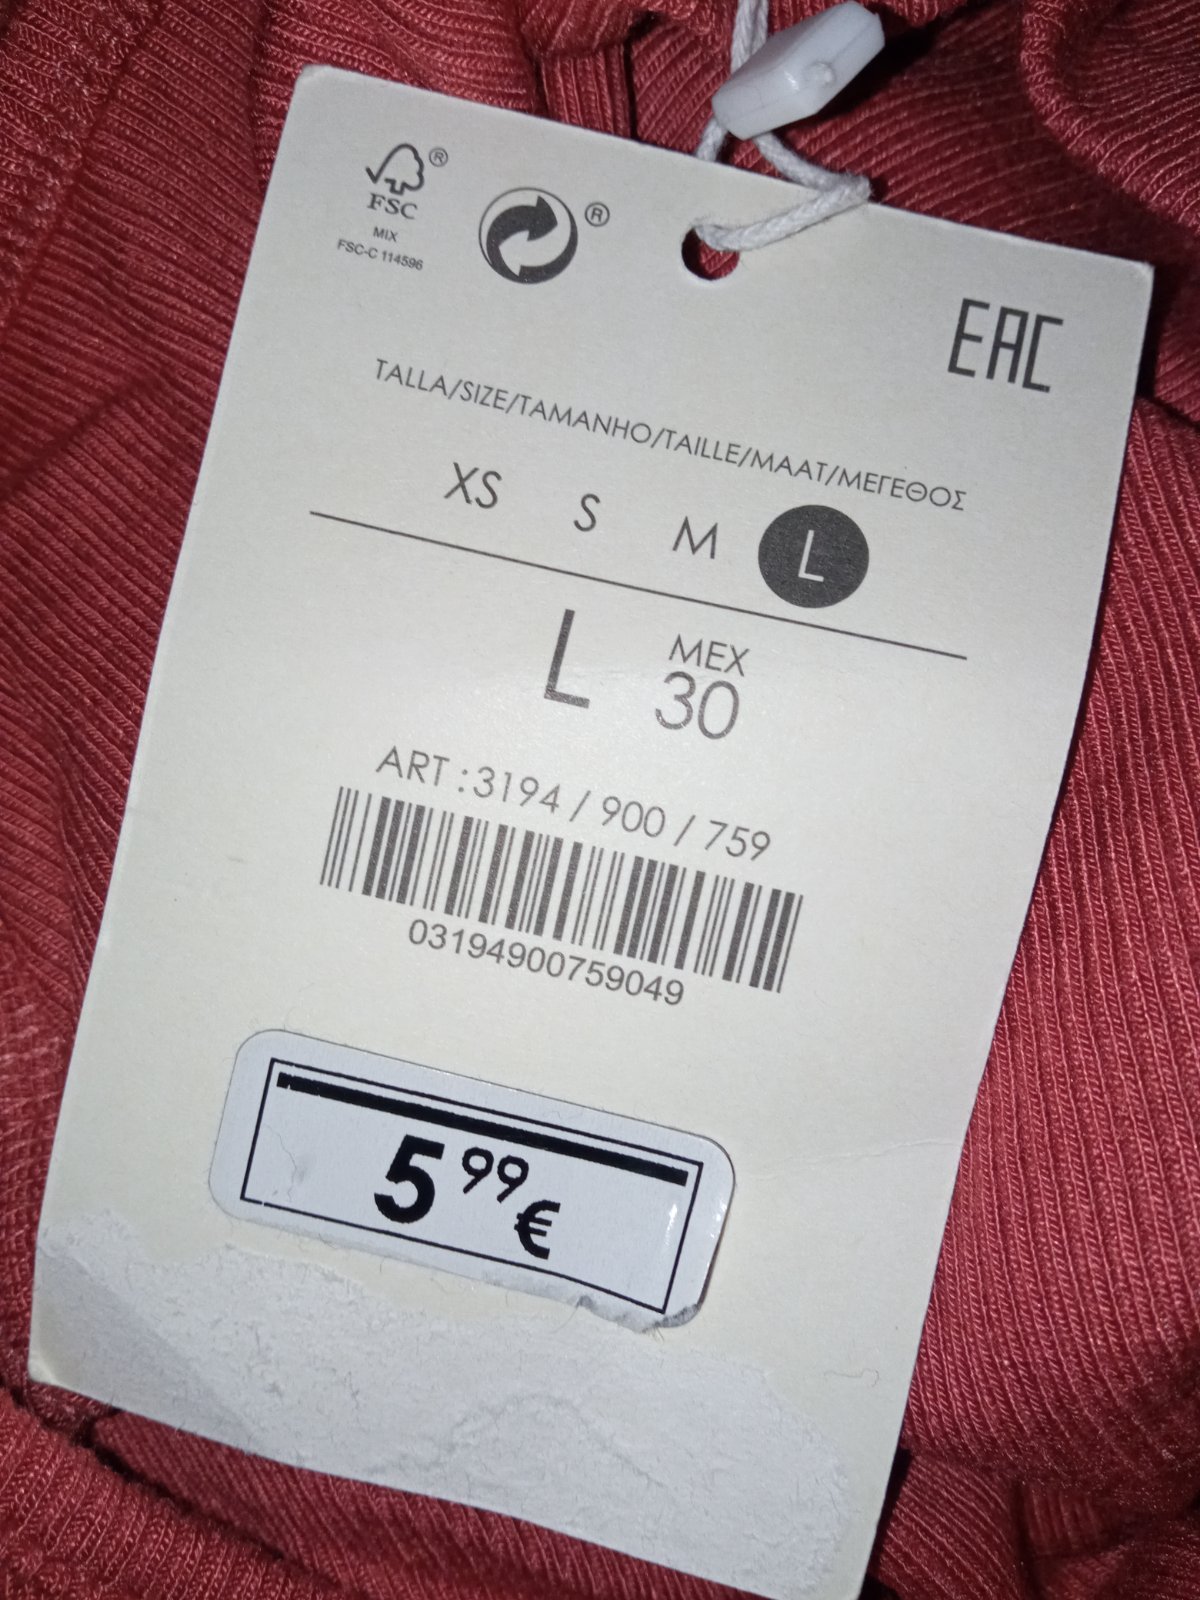 FSC ®
MIX
FSC-C 114596
®
EAC
TALLA/SIZE/TAMANHO/TAILLE/MAAT/ΜΕΓΕΘΟΣ
XS S M L
L MEX 30
ART : 3194 / 900 / 759
03194900759049
5 99 €